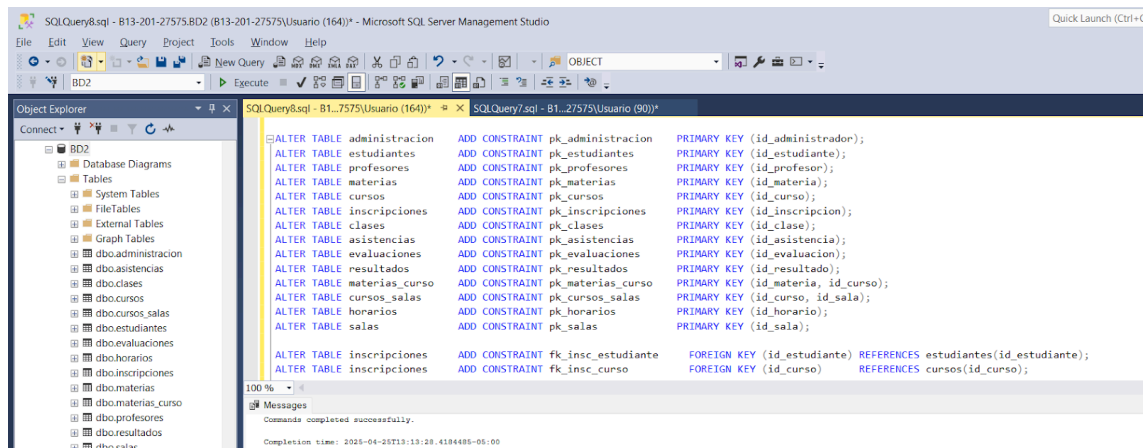 SQLQuery8.sql - B13-201-27575.BD2 (B13-201-27575\Usuario (164))* - Microsoft SQL Server Management Studio
Quick Launch (Ctrl+Q
File Edit View Query Project Tools Window Help
New Query OBJECT
BD2 Execute
Object Explorer
SQLQuery8.sql - B1...7575\Usuario (164))* SQLQuery7.sql - B1...27575\Usuario (90))*
Connect
BD2
Database Diagrams
Tables
System Tables
FileTables
External Tables
Graph Tables
dbo.administracion
dbo.asistencias
dbo.clases
dbo.cursos
dbo.cursos_salas
dbo.estudiantes
dbo.evaluaciones
dbo.horarios
dbo.inscripciones
dbo.materias
dbo.materias_curso
dbo.profesores
dbo.resultados
dbo.salas
ALTER TABLE administracion ADD CONSTRAINT pk_administracion PRIMARY KEY (id_administrador);
ALTER TABLE estudiantes ADD CONSTRAINT pk_estudiantes PRIMARY KEY (id_estudiante);
ALTER TABLE profesores ADD CONSTRAINT pk_profesores PRIMARY KEY (id_profesor);
ALTER TABLE materias ADD CONSTRAINT pk_materias PRIMARY KEY (id_materia);
ALTER TABLE cursos ADD CONSTRAINT pk_cursos PRIMARY KEY (id_curso);
ALTER TABLE inscripciones ADD CONSTRAINT pk_inscripciones PRIMARY KEY (id_inscripcion);
ALTER TABLE clases ADD CONSTRAINT pk_clases PRIMARY KEY (id_clase);
ALTER TABLE asistencias ADD CONSTRAINT pk_asistencias PRIMARY KEY (id_asistencia);
ALTER TABLE evaluaciones ADD CONSTRAINT pk_evaluaciones PRIMARY KEY (id_evaluacion);
ALTER TABLE resultados ADD CONSTRAINT pk_resultados PRIMARY KEY (id_resultado);
ALTER TABLE materias_curso ADD CONSTRAINT pk_materias_curso PRIMARY KEY (id_materia, id_curso);
ALTER TABLE cursos_salas ADD CONSTRAINT pk_cursos_salas PRIMARY KEY (id_curso, id_sala);
ALTER TABLE horarios ADD CONSTRAINT pk_horarios PRIMARY KEY (id_horario);
ALTER TABLE salas ADD CONSTRAINT pk_salas PRIMARY KEY (id_sala);
ALTER TABLE inscripciones ADD CONSTRAINT fk_insc_estudiante FOREIGN KEY (id_estudiante) REFERENCES estudiantes(id_estudiante);
ALTER TABLE inscripciones ADD CONSTRAINT fk_insc_curso FOREIGN KEY (id_curso) REFERENCES cursos(id_curso);
100 %
Messages
Commands completed successfully.
Completion time: 2025-04-25T13:13:28.4184485-05:00